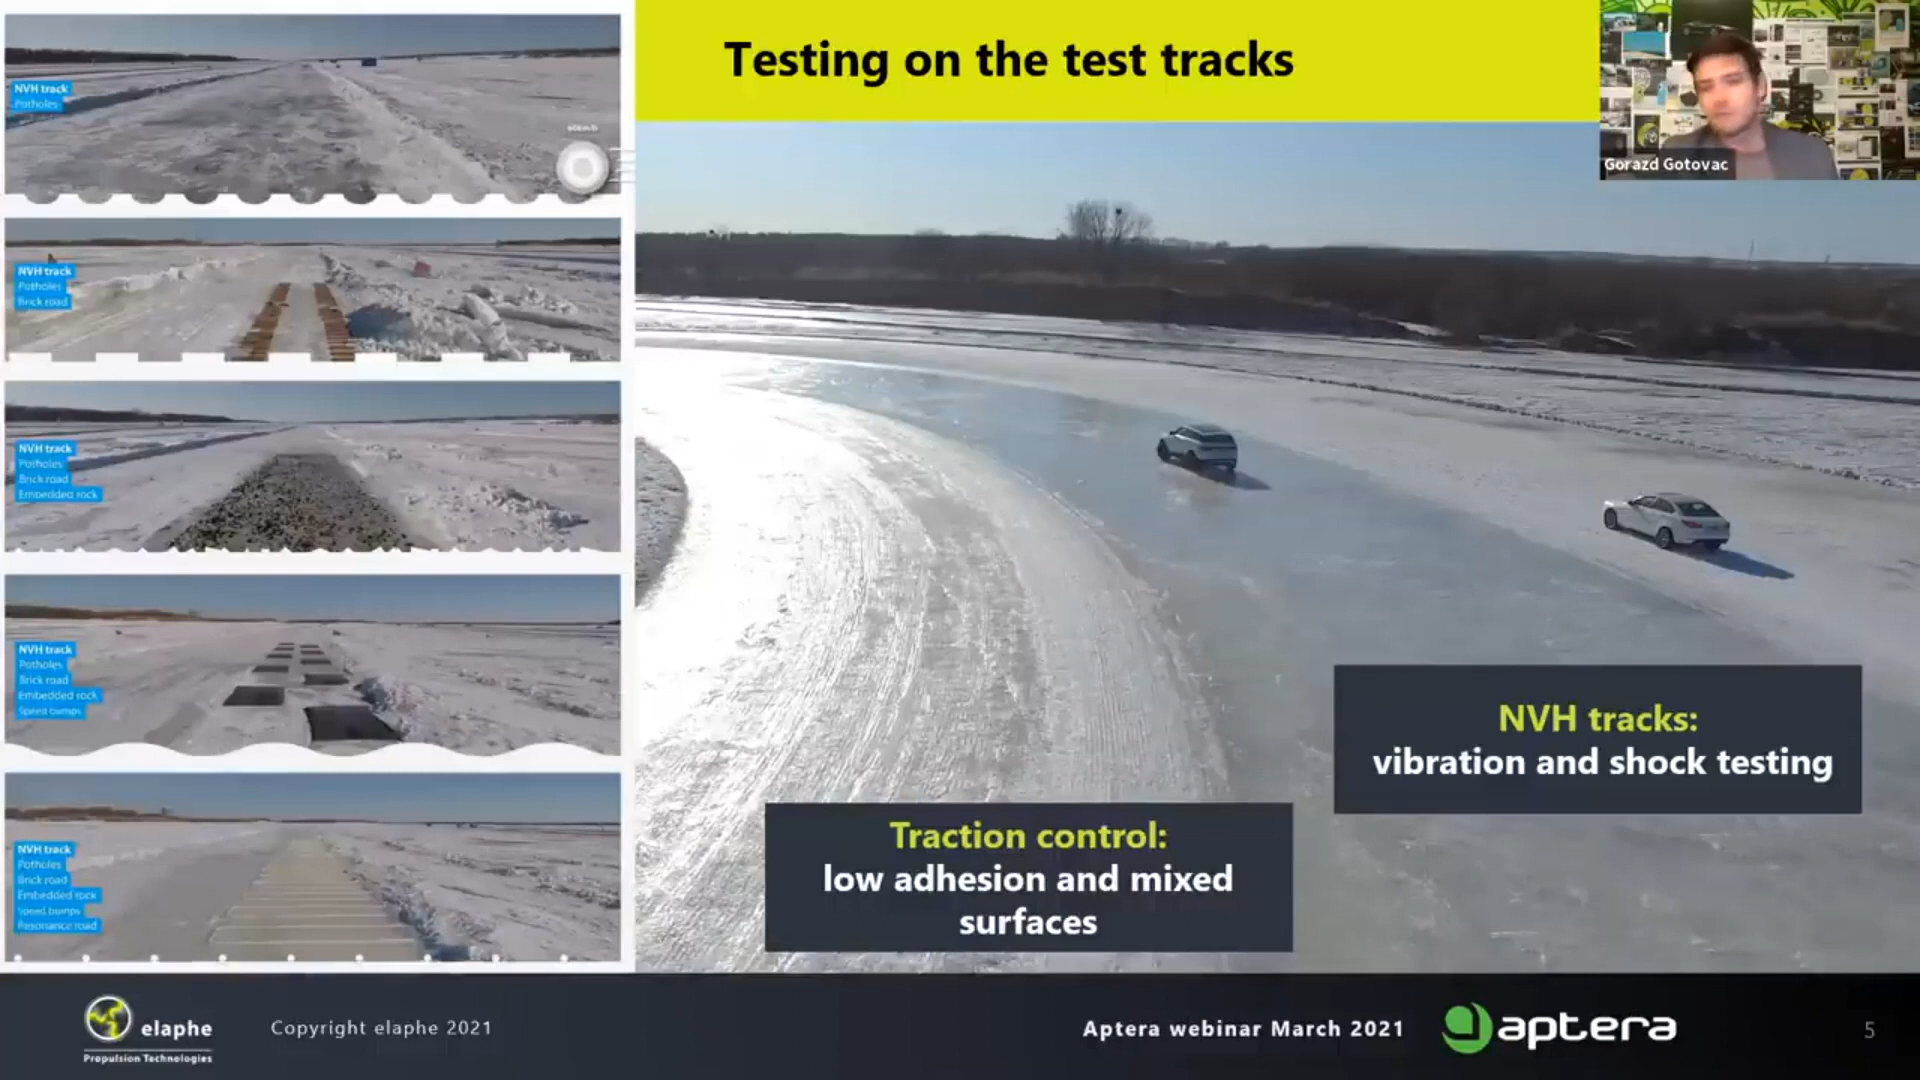 Testing on the test tracks
Gorazd Gotovac
NVH track
Potholes
60km/h
NVH track
Potholes
Brick road
NVH track
Potholes
Brick road
Embedded rock
NVH track
Potholes
Brick road
Embedded rock
Speed bumps
NVH track
Potholes
Brick road
Embedded rock
Speed bumps
Resonance road
NVH tracks:
vibration and shock testing
Traction control:
low adhesion and mixed
surfaces
elaphe
Propulsion Technologies
Copyright elaphe 2021
Aptera webinar March 2021
aptera
5